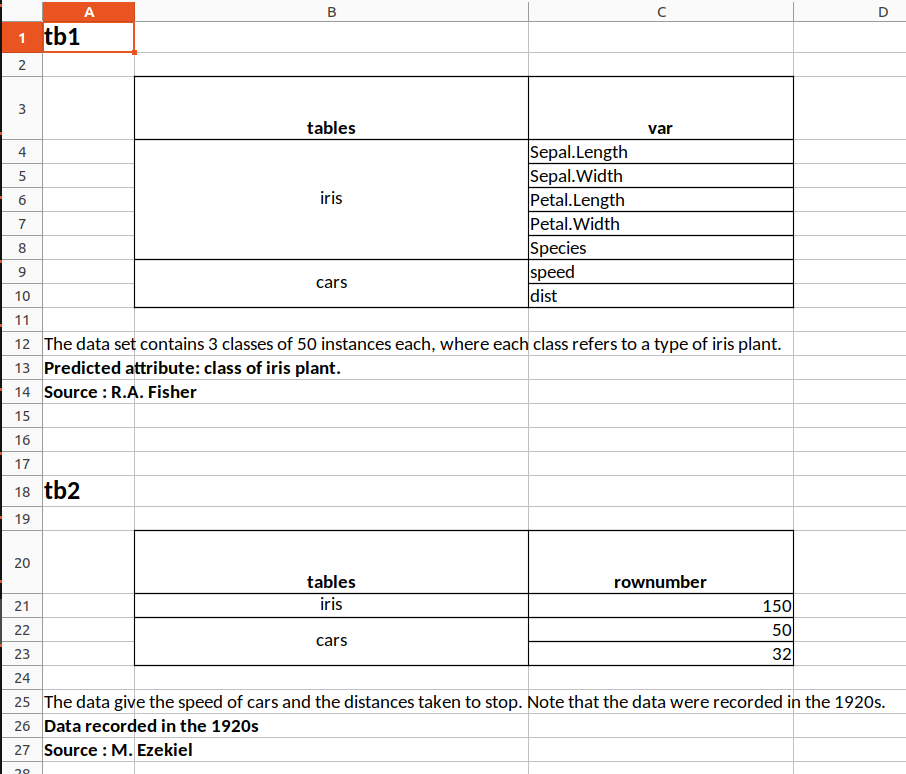 A B C D
1 tb1
2
3 tables var
4 Sepal.Length
5 Sepal.Width
6 iris Petal.Length
7 Petal.Width
8 Species
9 cars speed
10 dist
11
12 The data set contains 3 classes of 50 instances each, where each class refers to a type of iris plant.
13 Predicted attribute: class of iris plant.
14 Source : R.A. Fisher
15
16
17
18 tb2
19
20 tables rownumber
21 iris 150
22 cars 50
23 32
24
25 The data give the speed of cars and the distances taken to stop. Note that the data were recorded in the 1920s.
26 Data recorded in the 1920s
27 Source : M. Ezekiel
28